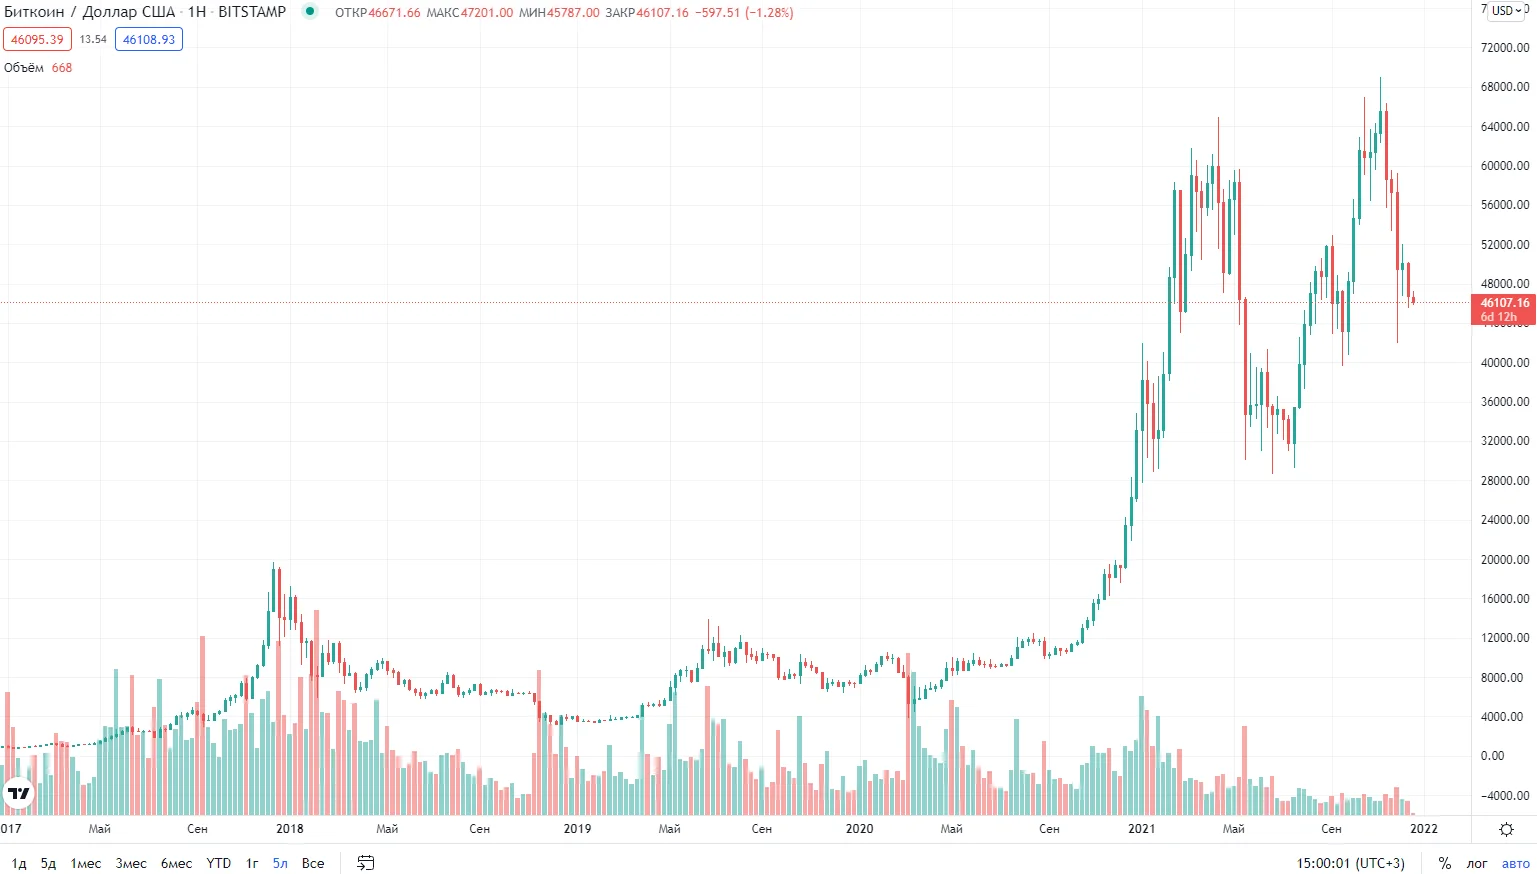 Биткоин / Доллар США · 1Н · BITSTAMP ОТКР46671.66 МАКС47201.00 МИН45787.00 ЗАКР46107.16 −597.51 (−1.28%)
USD
46095.39 13.54 46108.93
Объём 668
72000.00
68000.00
64000.00
60000.00
56000.00
52000.00
48000.00
46107.16
6d 12h
40000.00
36000.00
32000.00
28000.00
24000.00
20000.00
16000.00
12000.00
8000.00
4000.00
0.00
−4000.00
017 Май Сен 2018 Май Сен 2019 Май Сен 2020 Май Сен 2021 Май Сен 2022
1д 5д 1мес 3мес 6мес YTD 1г 5л Все 15:00:01 (UTC+3) % лог авто